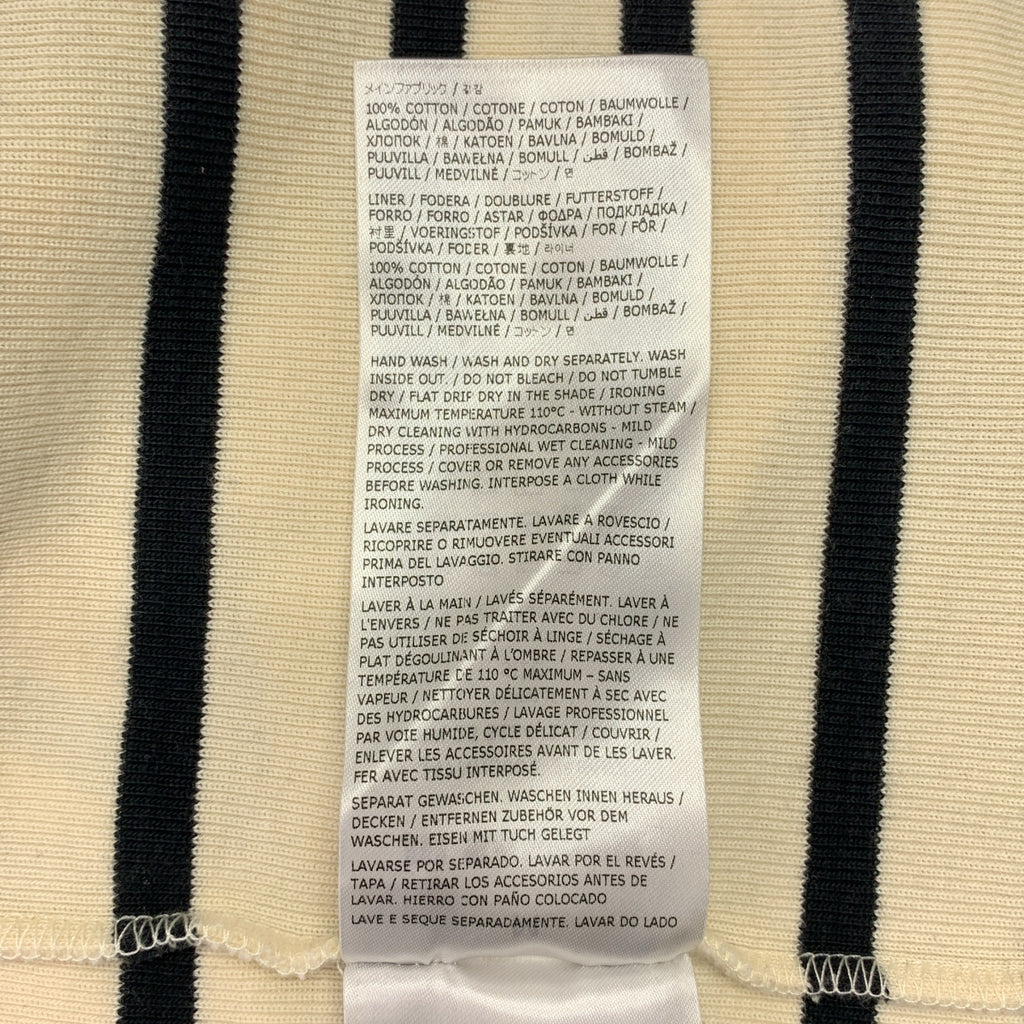 メインファブリック / 겉감
100% COTTON / COTONE / COTON / BAUMWOLLE /
ALGODÓN / ALGODÃO / PAMUK / BAMBAKI /
ХЛОПОК / 棉 / KATOEN / BAVLNA / BOMULD /
PUUVILLA / BAWEŁNA / BOMULL / قطن / BOMBAŽ /
PUUVILL / MEDVILNĖ / コットン / 면
LINER / FODERA / DOUBLURE / FUTTERSTOFF /
FORRO / FORRO / ASTAR / ΦΟΔΡΑ / ПОДКЛАДКА /
衬里 / VOERINGSTOF / PODŠÍVKA / FOR / FÔR /
PODŠÍVKA / FODER / 裏地 / 라이너
100% COTTON / COTONE / COTON / BAUMWOLLE /
ALGODÓN / ALGODÃO / PAMUK / BAMBAKI /
ХЛОПОК / 棉 / KATOEN / BAVLNA / BOMULD /
PUUVILLA / BAWEŁNA / BOMULL / قطن / BOMBAŽ /
PUUVILL / MEDVILNĖ / コットン / 면
HAND WASH / WASH AND DRY SEPARATELY. WASH
INSIDE OUT. / DO NOT BLEACH / DO NOT TUMBLE
DRY / FLAT DRIP DRY IN THE SHADE / IRONING
MAXIMUM TEMPERATURE 110°C - WITHOUT STEAM /
DRY CLEANING WITH HYDROCARBONS - MILD
PROCESS / PROFESSIONAL WET CLEANING - MILD
PROCESS / COVER OR REMOVE ANY ACCESSORIES
BEFORE WASHING. INTERPOSE A CLOTH WHILE
IRONING.
LAVARE SEPARATAMENTE. LAVARE A ROVESCIO /
RICOPRIRE O RIMUOVERE EVENTUALI ACCESSORI
PRIMA DEL LAVAGGIO. STIRARE CON PANNO
INTERPOSTO
LAVER À LA MAIN / LAVÉS SÉPARÉMENT. LAVER À
L'ENVERS / NE PAS TRAITER AVEC DU CHLORE / NE
PAS UTILISER DE SÉCHOIR À LINGE / SÉCHAGE À
PLAT DÉGOULINANT À L'OMBRE / REPASSER À UNE
TEMPÉRATURE DE 110 °C MAXIMUM – SANS
VAPEUR / NETTOYER DÉLICATEMENT À SEC AVEC
DES HYDROCARBURES / LAVAGE PROFESSIONNEL
PAR VOIE HUMIDE, CYCLE DÉLICAT / COUVRIR /
ENLEVER LES ACCESSOIRES AVANT DE LES LAVER.
FER AVEC TISSU INTERPOSÉ.
SEPARAT GEWASCHEN. WASCHEN INNEN HERAUS /
DECKEN / ENTFERNEN ZUBEHÖR VOR DEM
WASCHEN. EISEN MIT TUCH GELEGT
LAVARSE POR SEPARADO. LAVAR POR EL REVÉS /
TAPA / RETIRAR LOS ACCESORIOS ANTES DE
LAVAR. HIERRO CON PAÑO COLOCADO
LAVE E SEQUE SEPARADAMENTE. LAVAR DO LADO